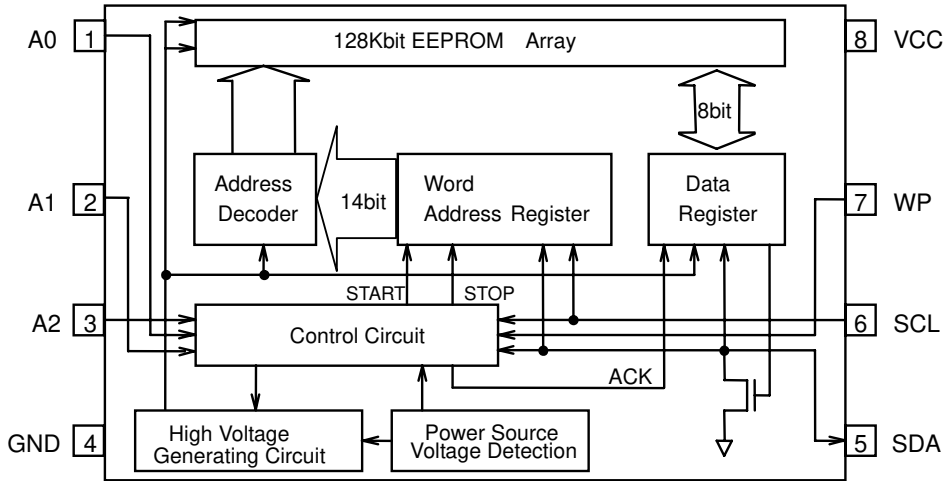 A0 1 128Kbit EEPROM Array 8 VCC
8bit
A1 2 Address Decoder 14bit Word Address Register Data Register 7 WP
START STOP
A2 3 Control Circuit 6 SCL
ACK
GND 4 High Voltage Generating Circuit Power Source Voltage Detection 5 SDA